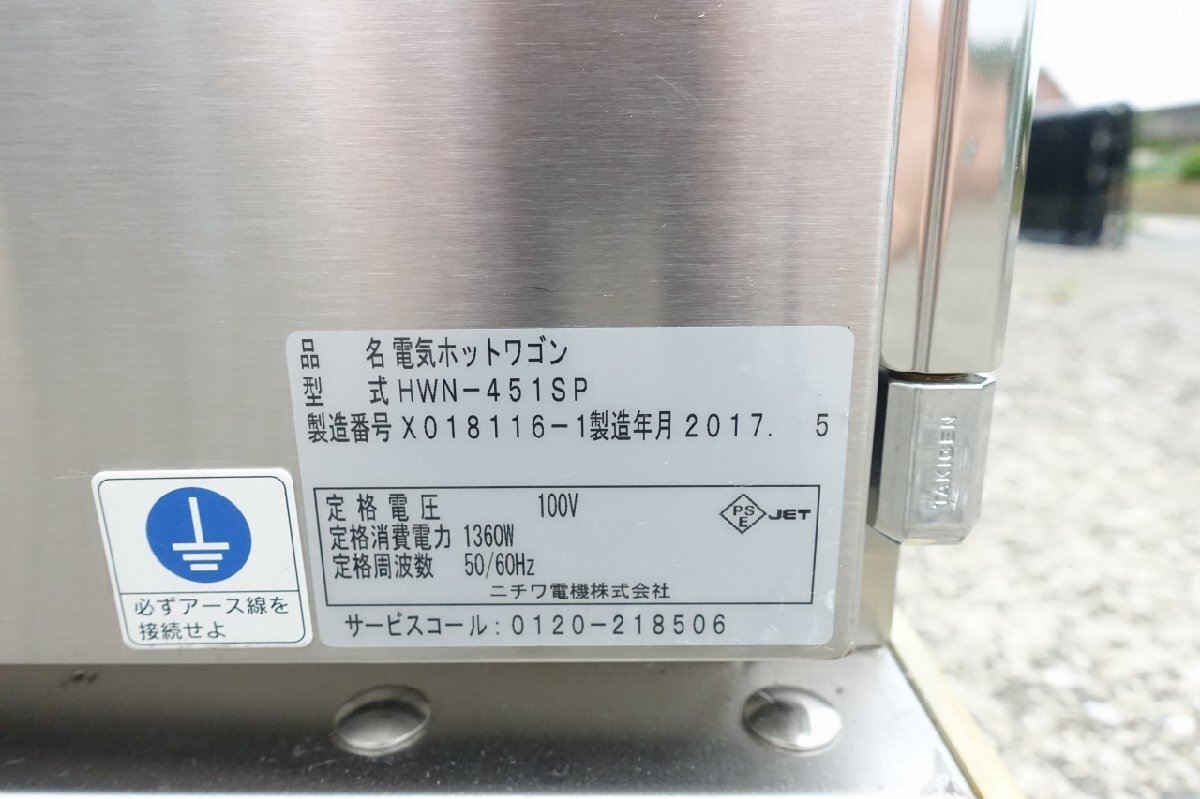 品 名 電気ホットワゴン
型 式 HWN-451SP
製造番号 X018116-1 製造年月 2017. 5
定格電圧 100V
定格消費電力 1360W
定格周波数 50/60Hz
PS
E
JET
ニチワ電機株式会社
サービスコール:0120-218506
必ずアース線を
接続せよ
TAKIGEN